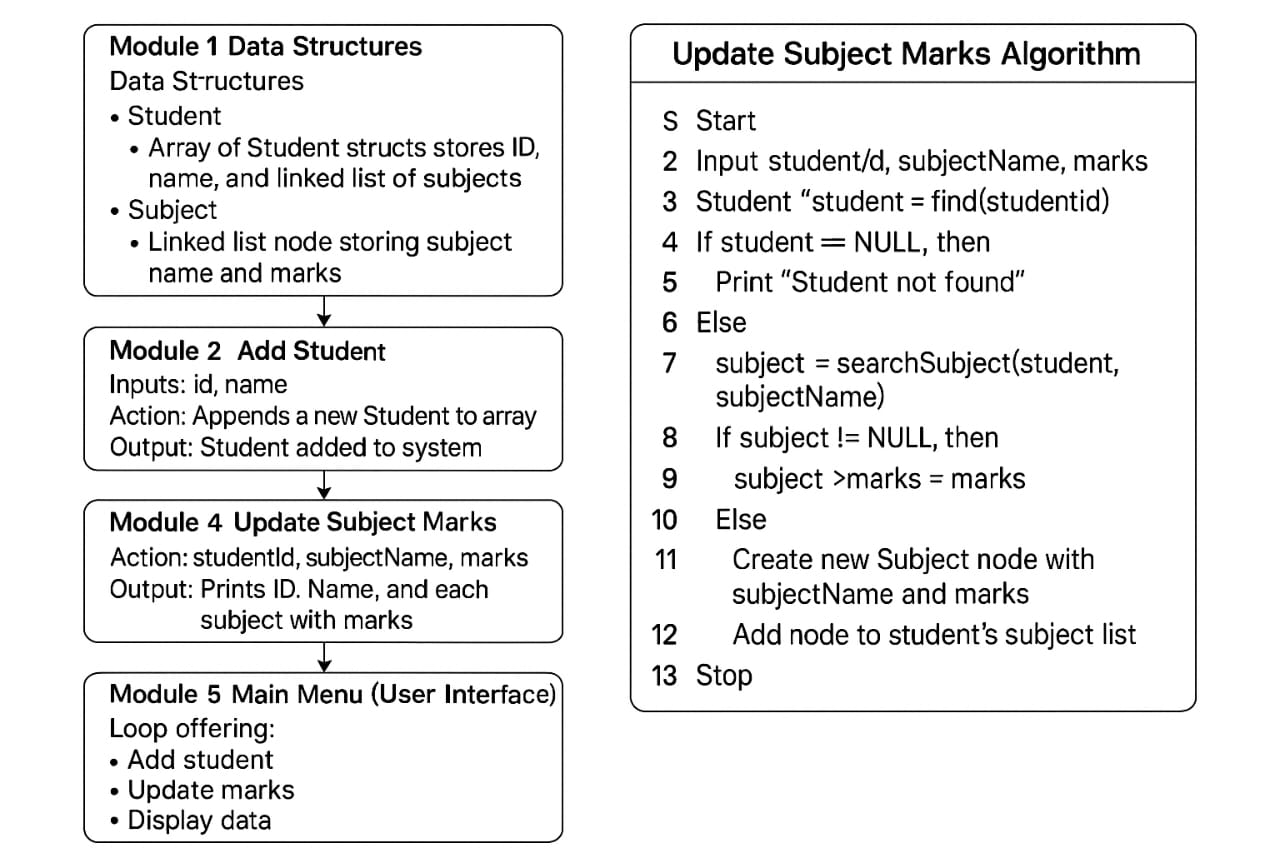 Module 1 Data Structures
Data Structures
• Student
• Array of Student structs stores ID,
name, and linked list of subjects
• Subject
• Linked list node storing subject
name and marks
Module 2 Add Student
Inputs: id, name
Action: Appends a new Student to array
Output: Student added to system
Module 4 Update Subject Marks
Action: studentId, subjectName, marks
Output: Prints ID. Name, and each
subject with marks
Module 5 Main Menu (User Interface)
Loop offering:
• Add student
• Update marks
• Display data
Update Subject Marks Algorithm
S Start
2 Input student/d, subjectName, marks
3 Student “student = find(studentid)
4 If student == NULL, then
5 Print “Student not found”
6 Else
7 subject = searchSubject(student,
subjectName)
8 If subject != NULL, then
9 subject >marks = marks
10 Else
11 Create new Subject node with
subjectName and marks
12 Add node to student’s subject list
13 Stop